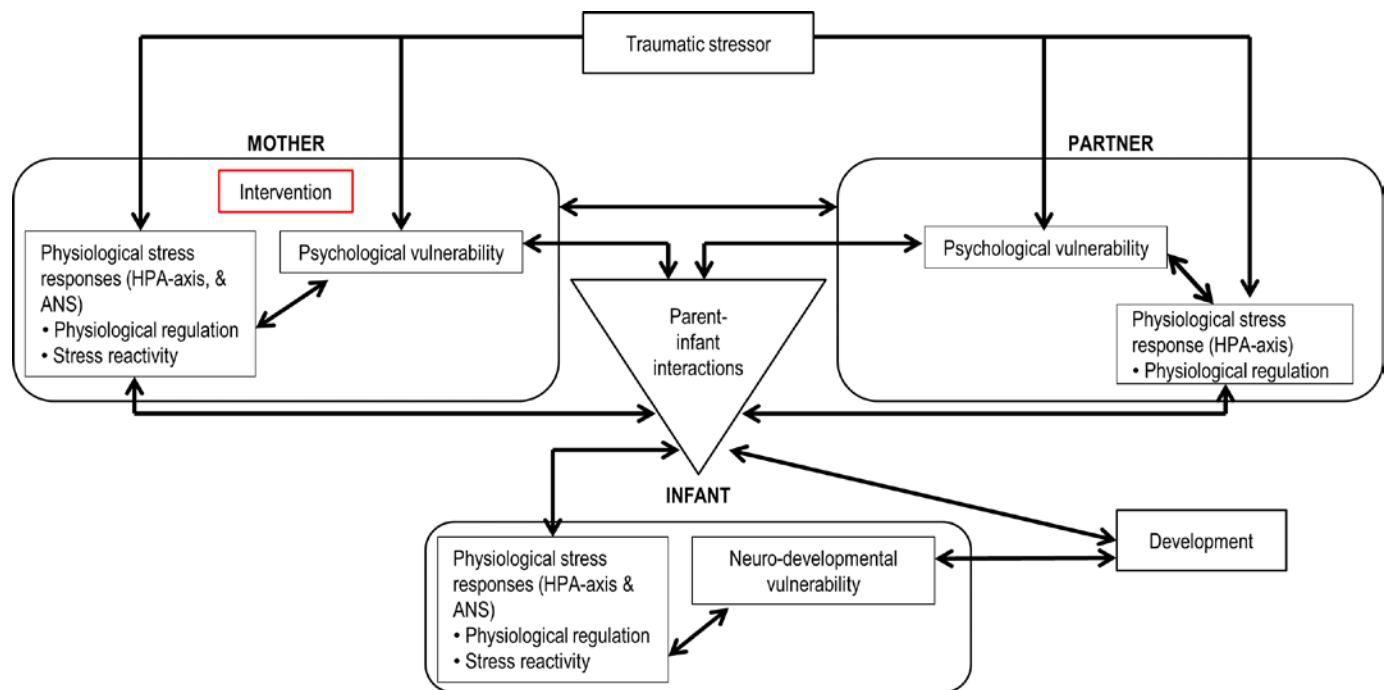 Traumatic stressor
MOTHER
PARTNER
Intervention
Physiological stress
responses (HPA-axis, &
ANS)
• Physiological regulation
• Stress reactivity
Psychological vulnerability
Psychological vulnerability
Physiological stress
response (HPA-axis)
• Physiological regulation
Parent-
infant
interactions
INFANT
Physiological stress
responses (HPA-axis &
ANS)
• Physiological regulation
• Stress reactivity
Neuro-developmental
vulnerability
Development